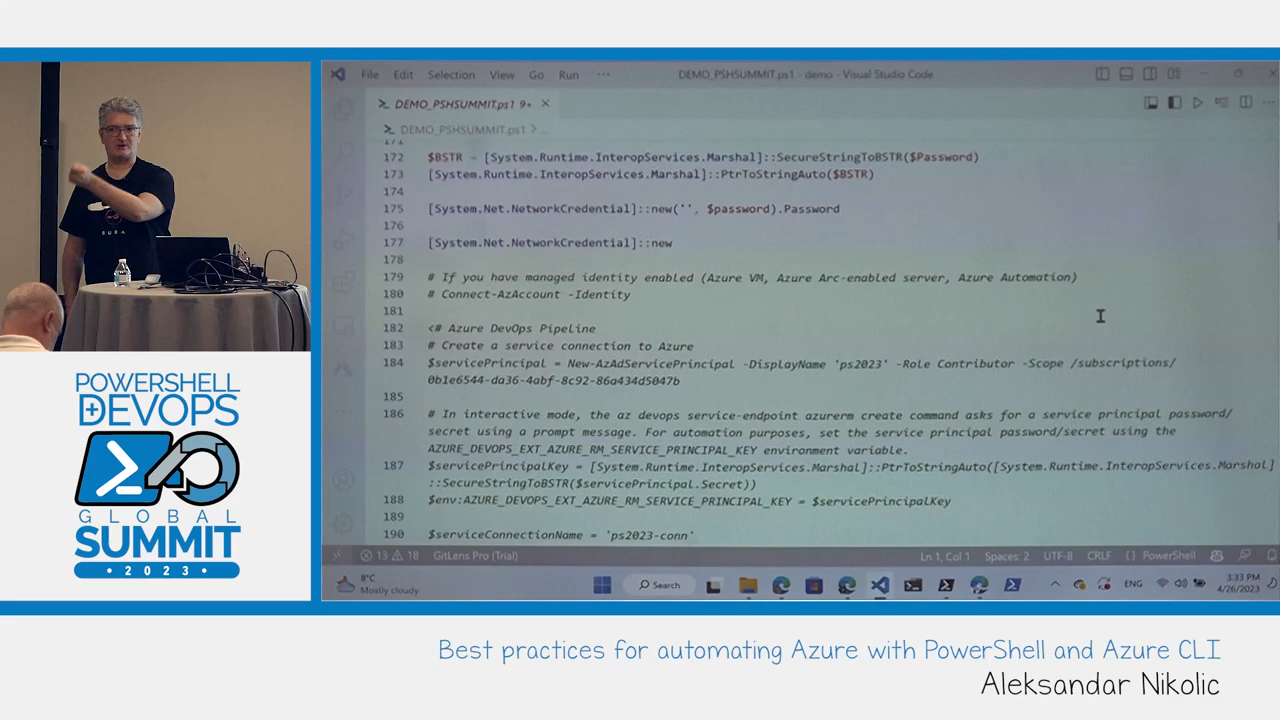 File Edit Selection View Go Run ··· DEMO_PSHSUMMIT.ps1 - demo - Visual Studio Code
DEMO_PSHSUMMIT.ps1 9+
DEMO_PSHSUMMIT.ps1 > ...
171
172 $BSTR = [System.Runtime.InteropServices.Marshal]::SecureStringToBSTR($Password)
173 [System.Runtime.InteropServices.Marshal]::PtrToStringAuto($BSTR)
174
175 [System.Net.NetworkCredential]::new('', $password).Password
176
177 [System.Net.NetworkCredential]::new
178
179 # If you have managed identity enabled (Azure VM, Azure Arc-enabled server, Azure Automation)
180 # Connect-AzAccount -Identity
181
182 <# Azure DevOps Pipeline
183 # Create a service connection to Azure
184 $servicePrincipal = New-AzAdServicePrincipal -DisplayName 'ps2023' -Role Contributor -Scope /subscriptions/
0b1e6544-da36-4abf-8c92-86a434d5047b
185
186 # In interactive mode, the az devops service-endpoint azurerm create command asks for a service principal password/
secret using a prompt message. For automation purposes, set the service principal password/secret using the
AZURE_DEVOPS_EXT_AZURE_RM_SERVICE_PRINCIPAL_KEY environment variable.
187 $servicePrincipalKey = [System.Runtime.InteropServices.Marshal]::PtrToStringAuto([System.Runtime.InteropServices.Marshal]
::SecureStringToBSTR($servicePrincipal.Secret))
188 $env:AZURE_DEVOPS_EXT_AZURE_RM_SERVICE_PRINCIPAL_KEY = $servicePrincipalKey
189
190 $serviceConnectionName = 'ps2023-conn'
13 18 GitLens Pro (Trial) Ln 1, Col 1 Spaces: 2 UTF-8 CRLF {} PowerShell
8°C
Mostly cloudy
Search
ENG
3:33 PM
4/26/2023
POWERSHELL
+DEVOPS
GLOBAL
SUMMIT
• 2023 •
Best practices for automating Azure with PowerShell and Azure CLI
Aleksandar Nikolic